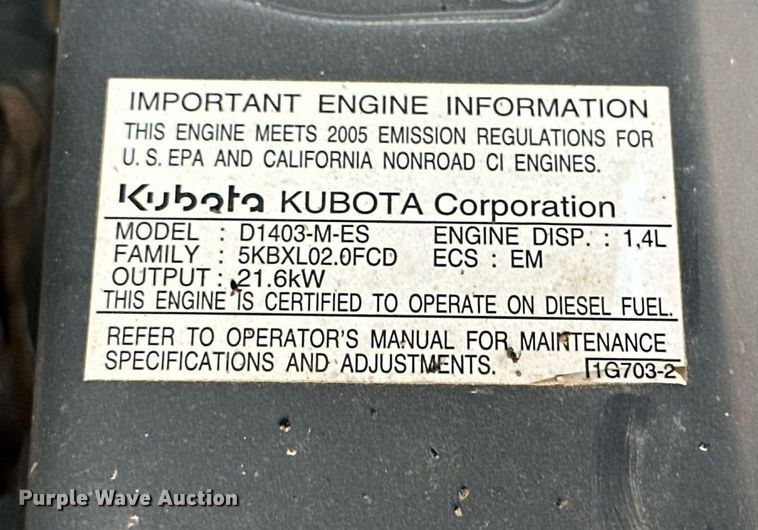 IMPORTANT ENGINE INFORMATION
THIS ENGINE MEETS 2005 EMISSION REGULATIONS FOR
U.S. EPA AND CALIFORNIA NONROAD CI ENGINES.
Kubota KUBOTA Corporation
MODEL : D1403-M-ES ENGINE DISP. : 1,4L
FAMILY : 5KBXL02.0FCD ECS : EM
OUTPUT : 21.6kW
THIS ENGINE IS CERTIFIED TO OPERATE ON DIESEL FUEL.
REFER TO OPERATOR'S MANUAL FOR MAINTENANCE
SPECIFICATIONS AND ADJUSTMENTS. 1G703-2
Purple Wave Auction